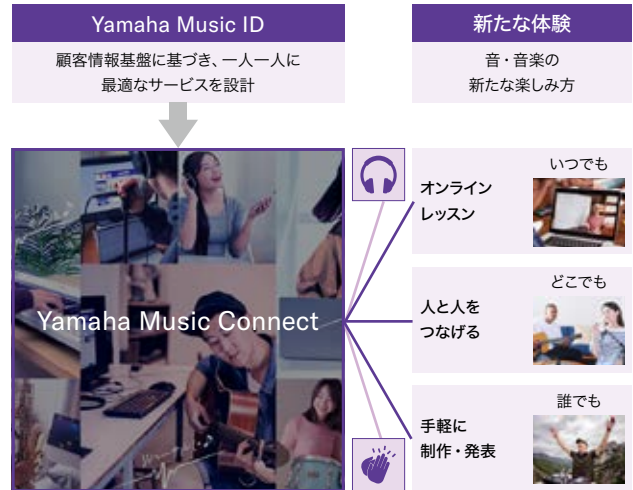 Yamaha Music ID
顧客情報基盤に基づき、一人一人に
最適なサービスを設計
新たな体験
音・音楽の
新たな楽しみ方
Yamaha Music Connect
オンライン
レッスン
いつでも
人と人を
つなげる
どこでも
手軽に
制作・発表
誰でも